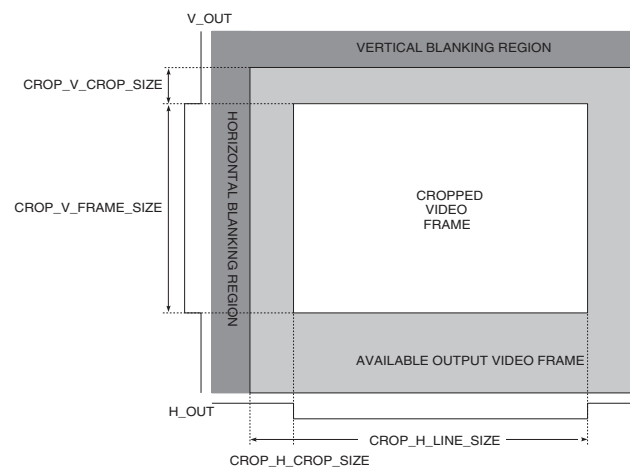 V_OUT
VERTICAL BLANKING REGION
CROP_V_CROP_SIZE
HORIZONTAL BLANKING REGION
CROP_V_FRAME_SIZE
CROPPED
VIDEO
FRAME
AVAILABLE OUTPUT VIDEO FRAME
H_OUT
CROP_H_LINE_SIZE
CROP_H_CROP_SIZE